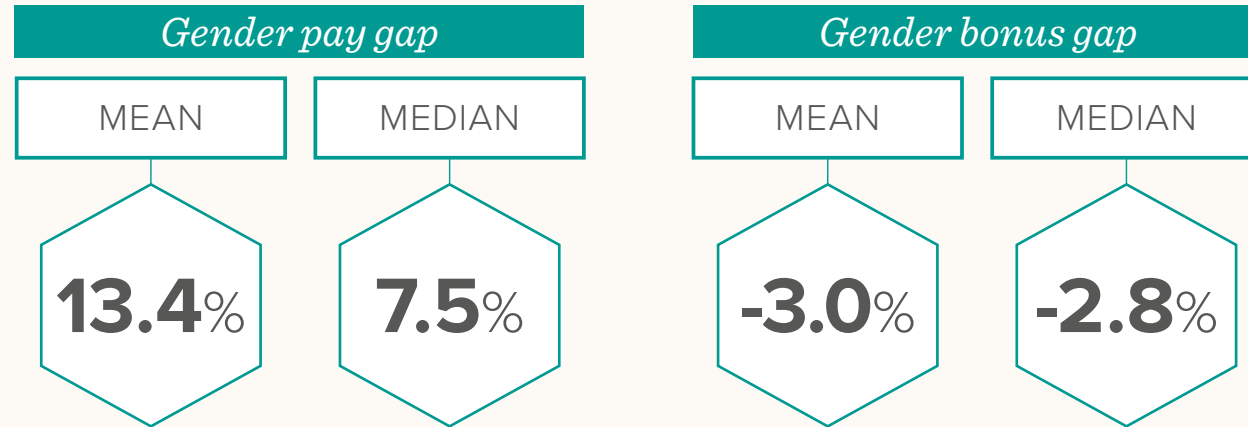 Gender pay gap
MEAN
MEDIAN
13.4%
7.5%
Gender bonus gap
MEAN
MEDIAN
-3.0%
-2.8%